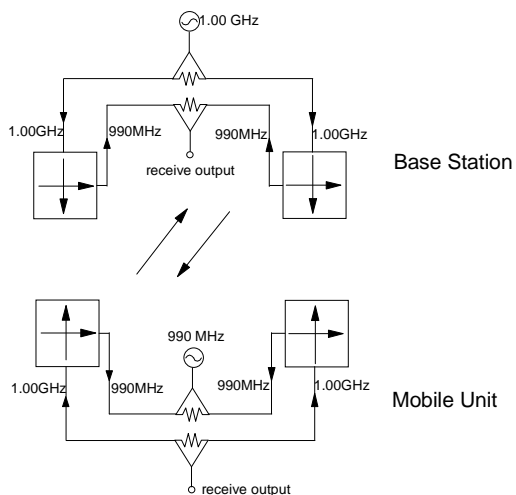 1.00 GHz
1.00GHz
990MHz
990MHz
1.00GHz
receive output
Base Station
990 MHz
1.00GHz
990MHz
990MHz
1.00GHz
Mobile Unit
receive output